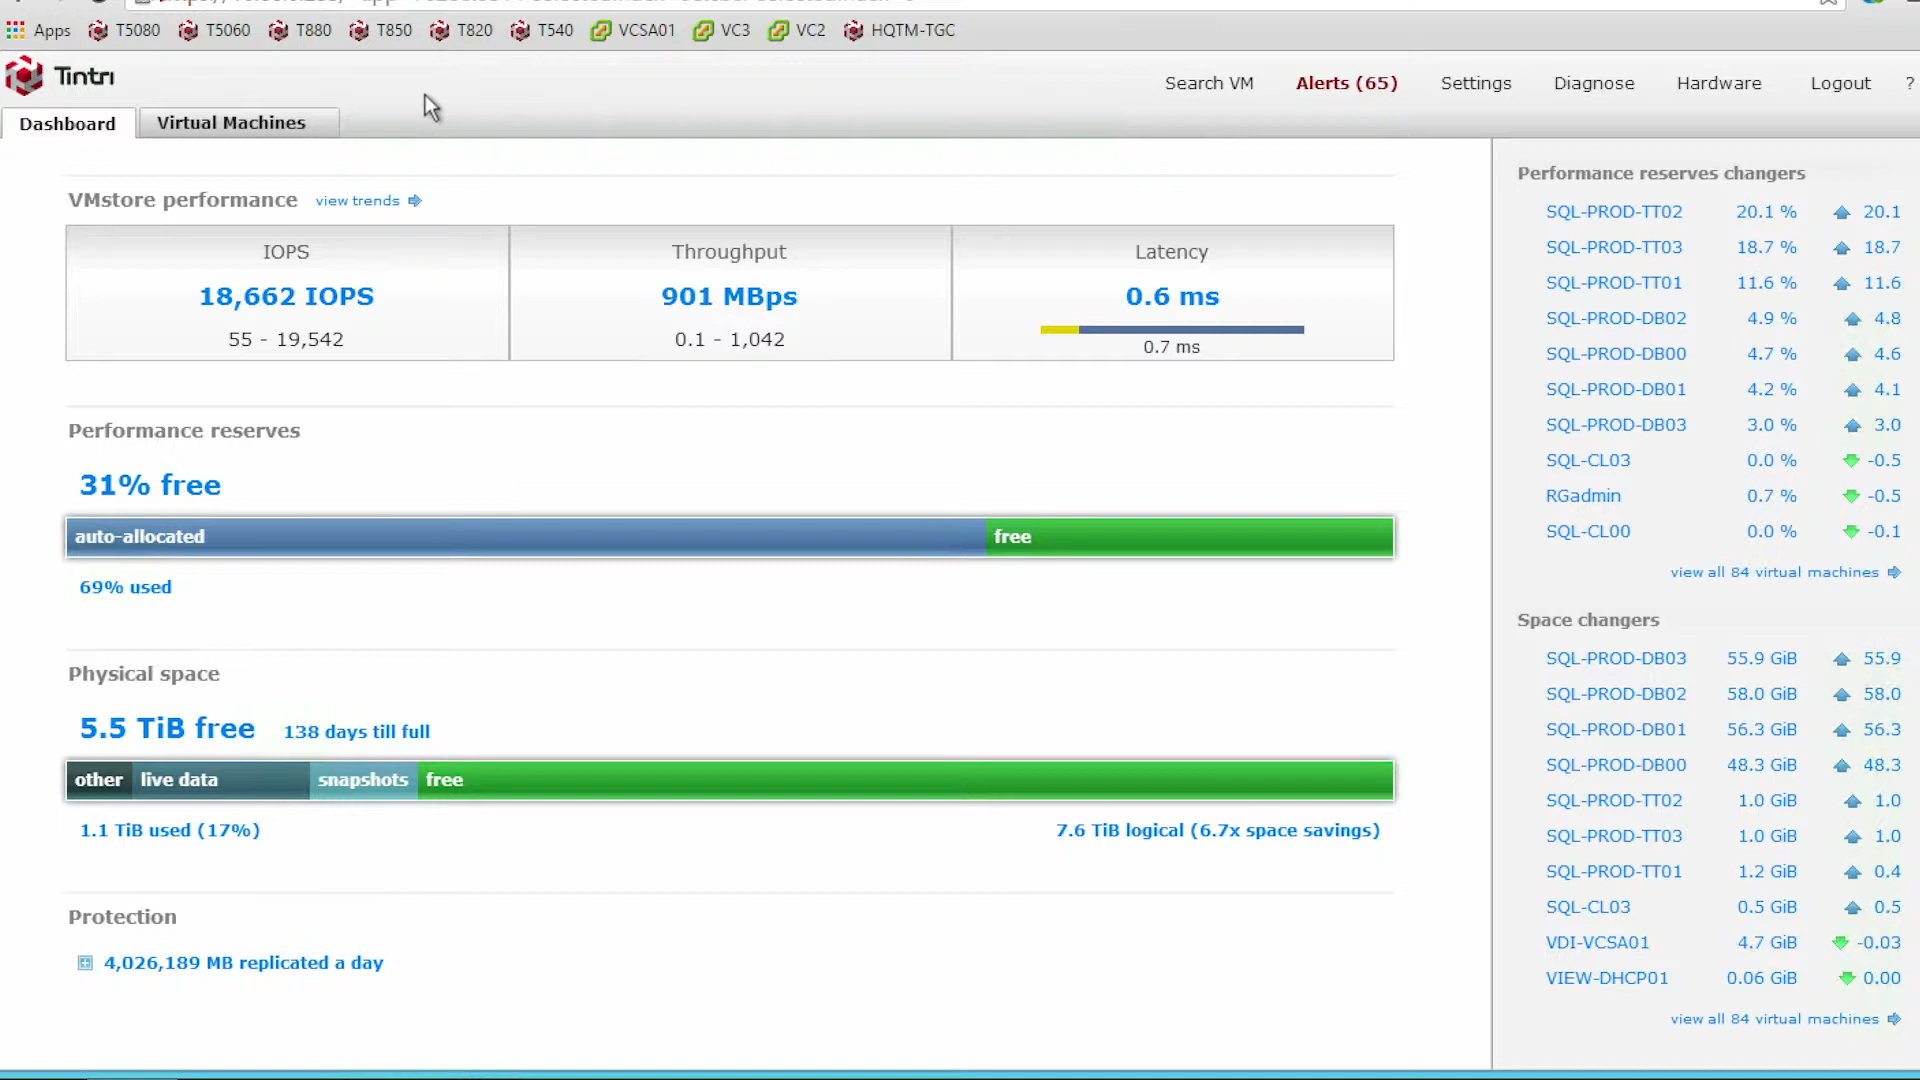 Apps T5080 T5060 T880 T850 T820 T540 VCSA01 VC3 VC2 HQTM-TGC
Tintri
Search VM Alerts (65) Settings Diagnose Hardware Logout ?
Dashboard Virtual Machines
VMstore performance view trends
IOPS Throughput Latency
18,662 IOPS 901 MBps 0.6 ms
55 - 19,542 0.1 - 1,042 0.7 ms
Performance reserves
31% free
auto-allocated free
69% used
Physical space
5.5 TiB free 138 days till full
other live data snapshots free
1.1 TiB used (17%) 7.6 TiB logical (6.7x space savings)
Protection
4,026,189 MB replicated a day
Performance reserves changers
SQL-PROD-TT02 20.1 % 20.1
SQL-PROD-TT03 18.7 % 18.7
SQL-PROD-TT01 11.6 % 11.6
SQL-PROD-DB02 4.9 % 4.8
SQL-PROD-DB00 4.7 % 4.6
SQL-PROD-DB01 4.2 % 4.1
SQL-PROD-DB03 3.0 % 3.0
SQL-CL03 0.0 % -0.5
RGadmin 0.7 % -0.5
SQL-CL00 0.0 % -0.1
view all 84 virtual machines
Space changers
SQL-PROD-DB03 55.9 GiB 55.9
SQL-PROD-DB02 58.0 GiB 58.0
SQL-PROD-DB01 56.3 GiB 56.3
SQL-PROD-DB00 48.3 GiB 48.3
SQL-PROD-TT02 1.0 GiB 1.0
SQL-PROD-TT03 1.0 GiB 1.0
SQL-PROD-TT01 1.2 GiB 0.4
SQL-CL03 0.5 GiB 0.5
VDI-VCSA01 4.7 GiB -0.03
VIEW-DHCP01 0.06 GiB 0.00
view all 84 virtual machines